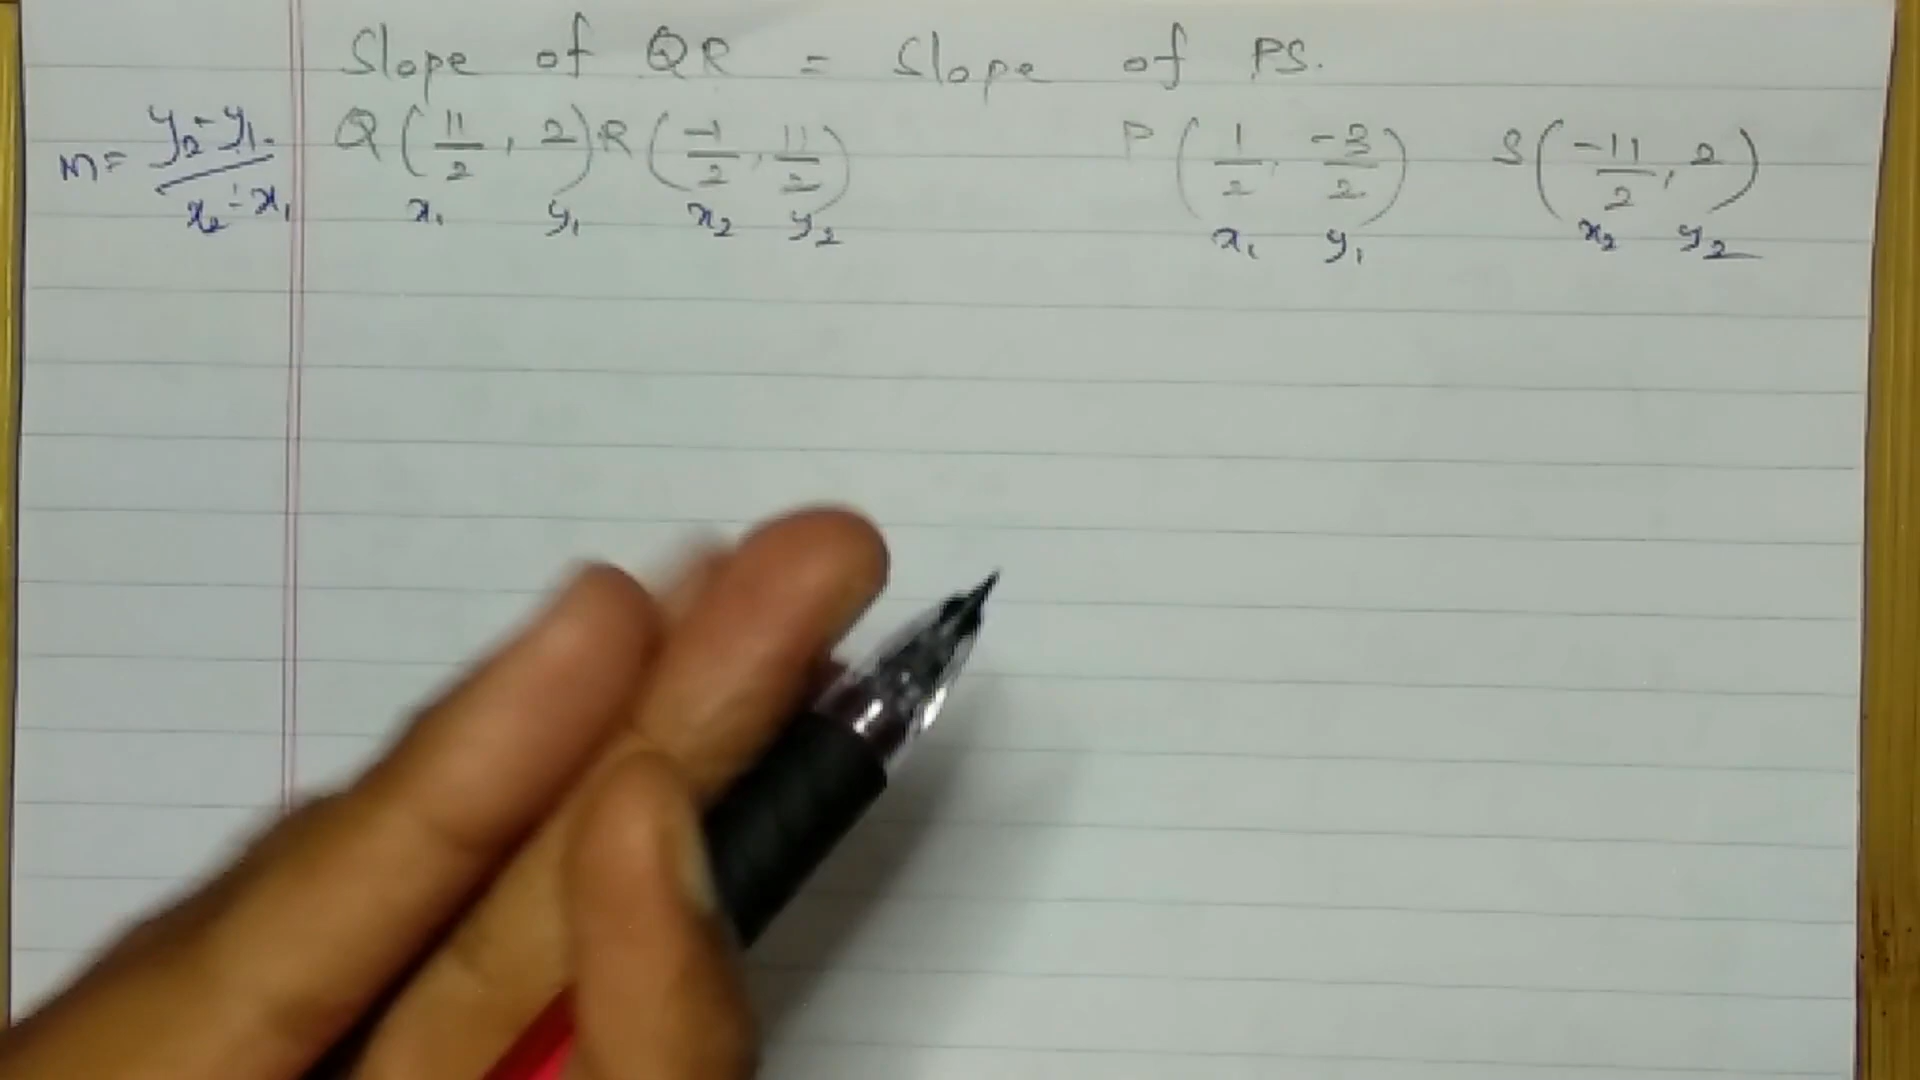 Slope of QR = Slope of PS.
m = y₂ - y₁ / x₂ - x₁ Q (11/2, 2) R (-1/2, 11/2) P (1/2, -3/2) S (-11/2, 2)
x₁ y₁ x₂ y₂ x₁ y₁ x₂ y₂